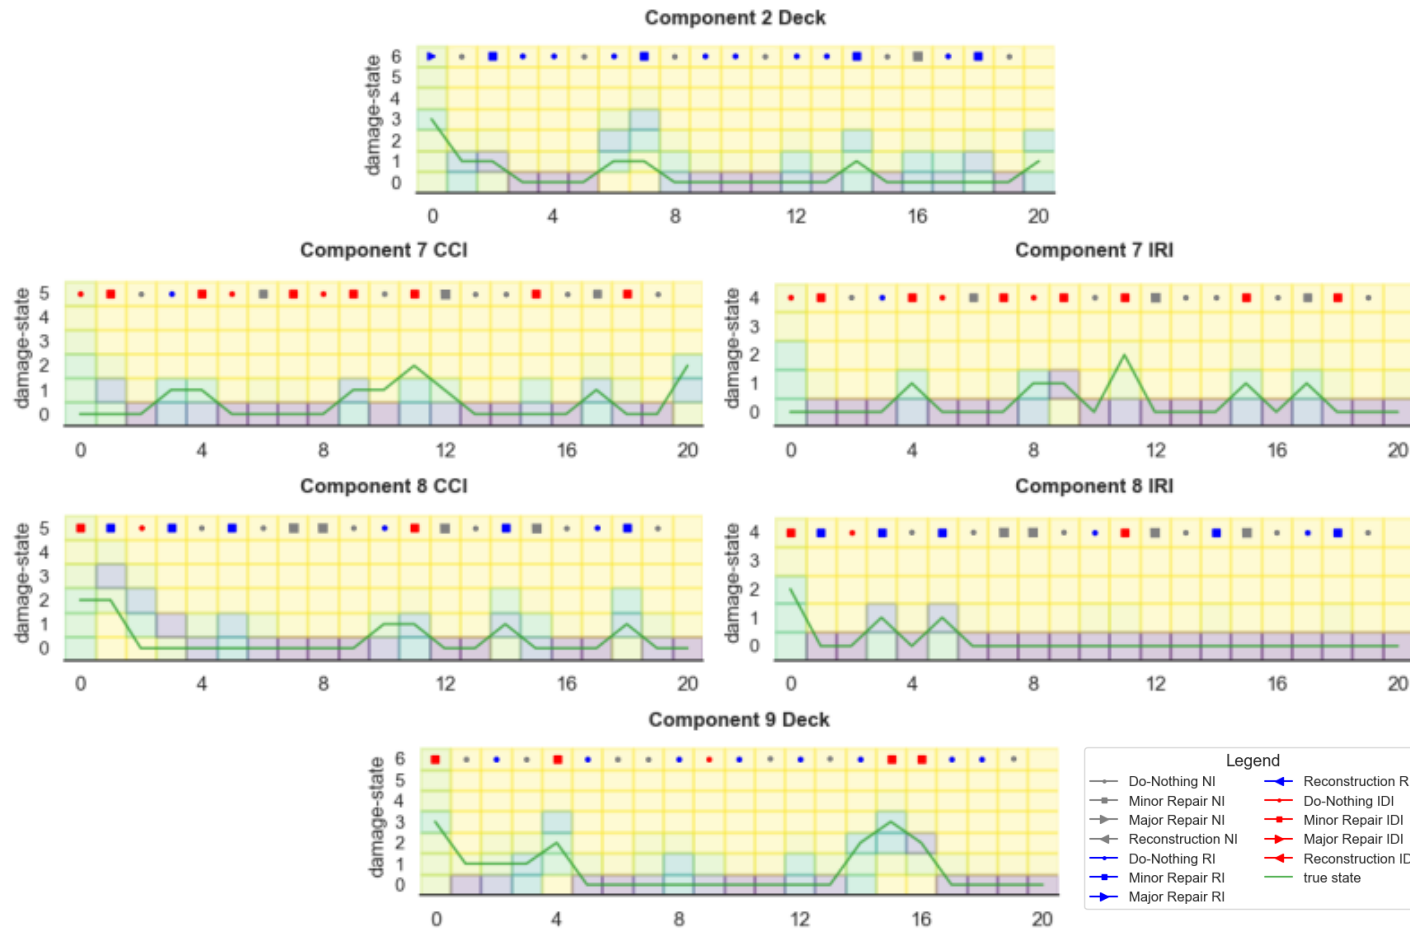 Component 2 Deck
damage-state
6
5
4
3
2
1
0
0 4 8 12 16 20
Component 7 CCI
damage-state
5
4
3
2
1
0
0 4 8 12 16 20
Component 7 IRI
damage-state
4
3
2
1
0
0 4 8 12 16 20
Component 8 CCI
damage-state
5
4
3
2
1
0
0 4 8 12 16 20
Component 8 IRI
damage-state
4
3
2
1
0
0 4 8 12 16 20
Component 9 Deck
damage-state
6
5
4
3
2
1
0
0 4 8 12 16 20
Legend
Do-Nothing NI
Minor Repair NI
Major Repair NI
Reconstruction NI
Do-Nothing RI
Minor Repair RI
Major Repair RI
Reconstruction R
Do-Nothing IDI
Minor Repair IDI
Major Repair IDI
Reconstruction ID
true state